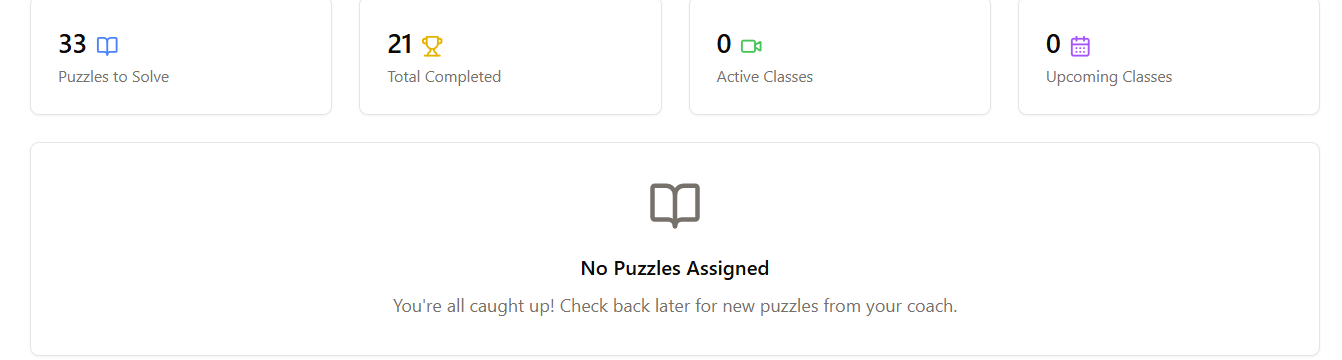 33
Puzzles to Solve
21
Total Completed
0
Active Classes
0
Upcoming Classes
No Puzzles Assigned
You're all caught up! Check back later for new puzzles from your coach.